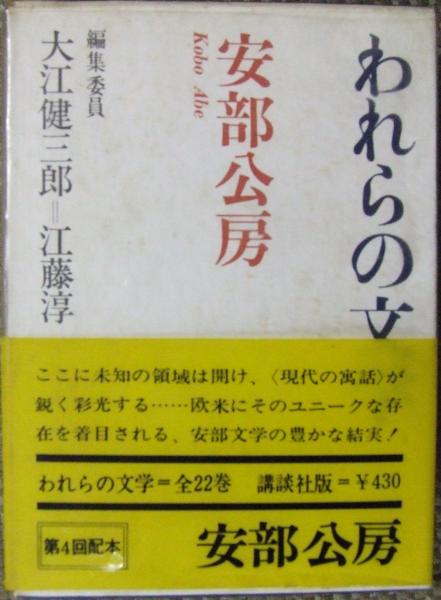 われらの文
安部公房
Kobo Abe
編集委員
大江健三郎=江藤淳
ここに未知の領域は開け、〈現代の寓話〉が
鋭く彩光する……欧米にそのユニークな存
在を着目される、安部文学の豊かな結実!
われらの文学=全22巻 講談社版=¥430
第4回配本
安部公房